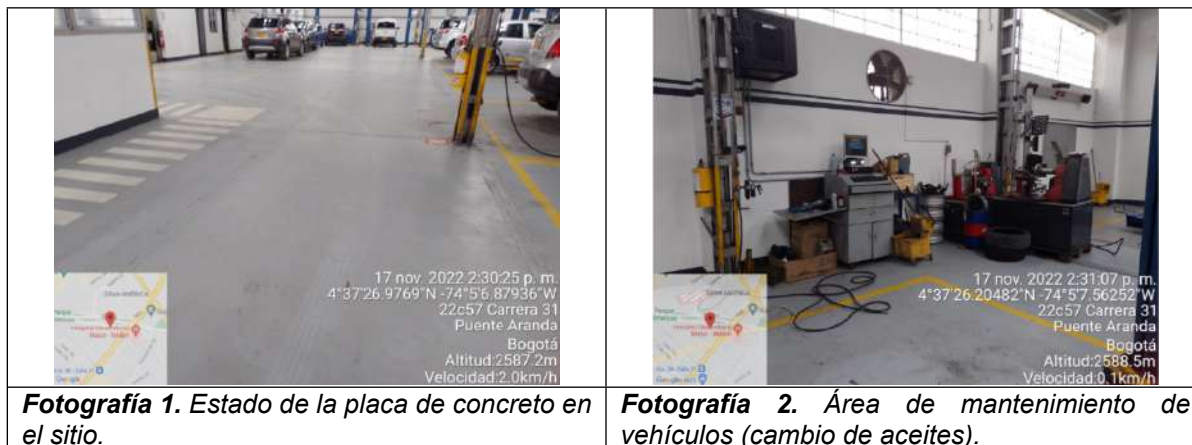 17 nov. 2022 2:30:25 p. m.
4°37'26.9769"N -74°5'6.87936"W
22c57 Carrera 31
Puente Aranda
Bogotá
Altitud:2587.2m
Velocidad:2.0km/h
Google
Fotografía 1. Estado de la placa de concreto en
el sitio.
17 nov. 2022 2:31:07 p. m.
4°37'26.20482"N -74°5'7.56252"W
22c57 Carrera 31
Puente Aranda
Bogotá
Altitud:2588.5m
Velocidad:0.1km/h
Google
Fotografía 2. Área de mantenimiento de
vehículos (cambio de aceites).